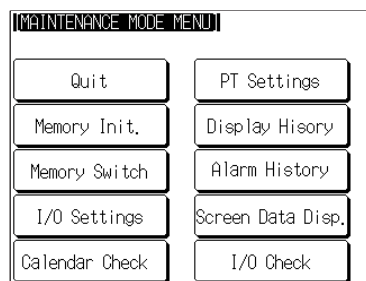 [MAINTENANCE MODE MENU]
Quit
PT Settings
Memory Init.
Display Hisory
Memory Switch
Alarm History
I/O Settings
Screen Data Disp.
Calendar Check
I/O Check